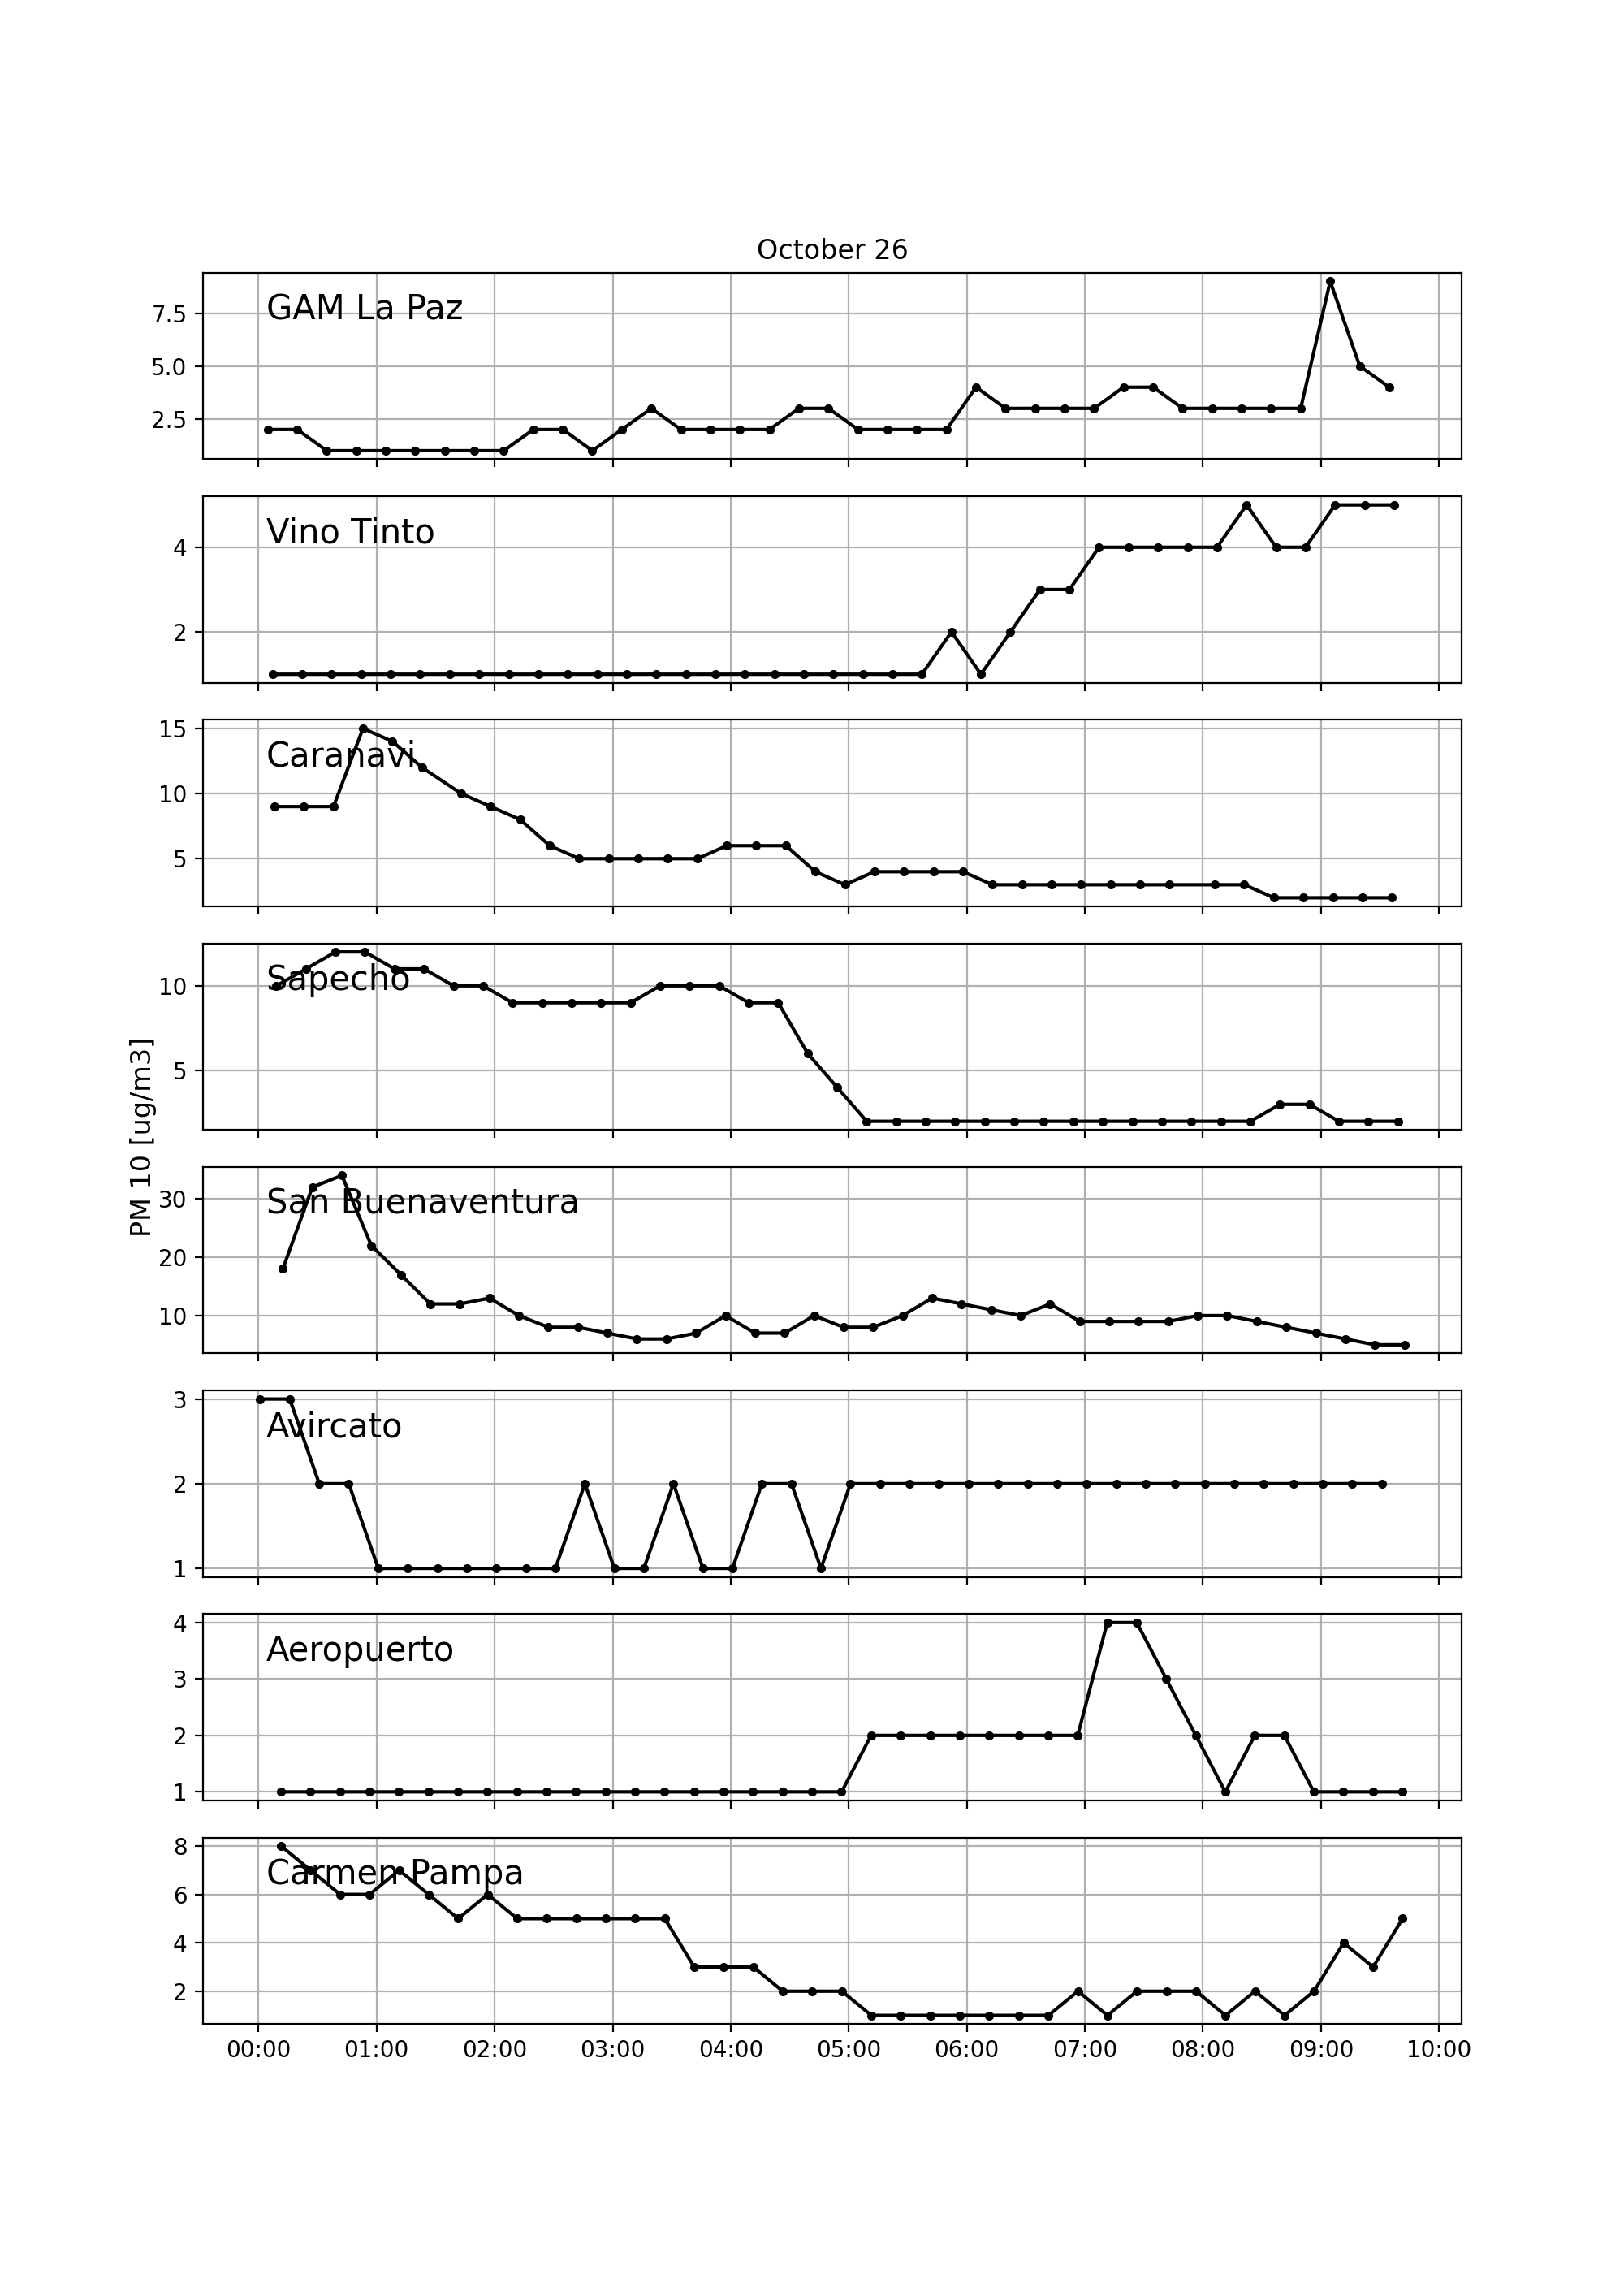 October 26
GAM La Paz
7.5
5.0
2.5
Vino Tinto
4
2
Caranavi
15
10
5
Sapecho
10
5
PM 10 [ug/m3]
San Buenaventura
30
20
10
Avircato
3
2
1
Aeropuerto
4
3
2
1
Carmen Pampa
8
6
4
2
00:00 01:00 02:00 03:00 04:00 05:00 06:00 07:00 08:00 09:00 10:00